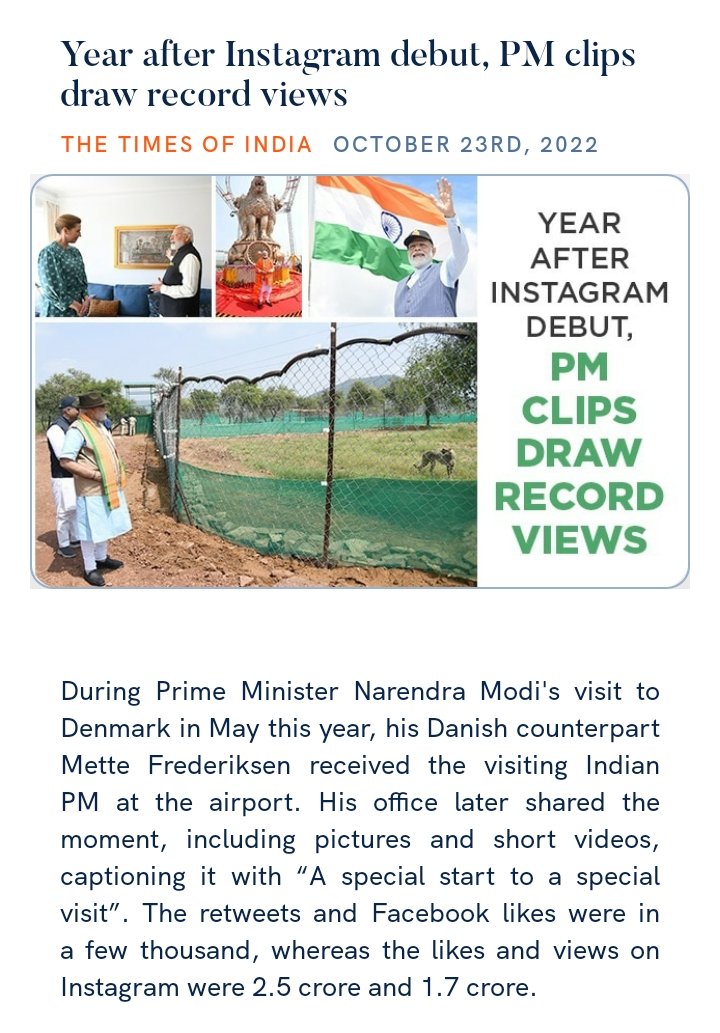 Year after Instagram debut, PM clips
draw record views
THE TIMES OF INDIA OCTOBER 23RD, 2022
YEAR
AFTER
INSTAGRAM
DEBUT,
PM
CLIPS
DRAW
RECORD
VIEWS
During Prime Minister Narendra Modi's visit to
Denmark in May this year, his Danish counterpart
Mette Frederiksen received the visiting Indian
PM at the airport. His office later shared the
moment, including pictures and short videos,
captioning it with “A special start to a special
visit”. The retweets and Facebook likes were in
a few thousand, whereas the likes and views on
Instagram were 2.5 crore and 1.7 crore.